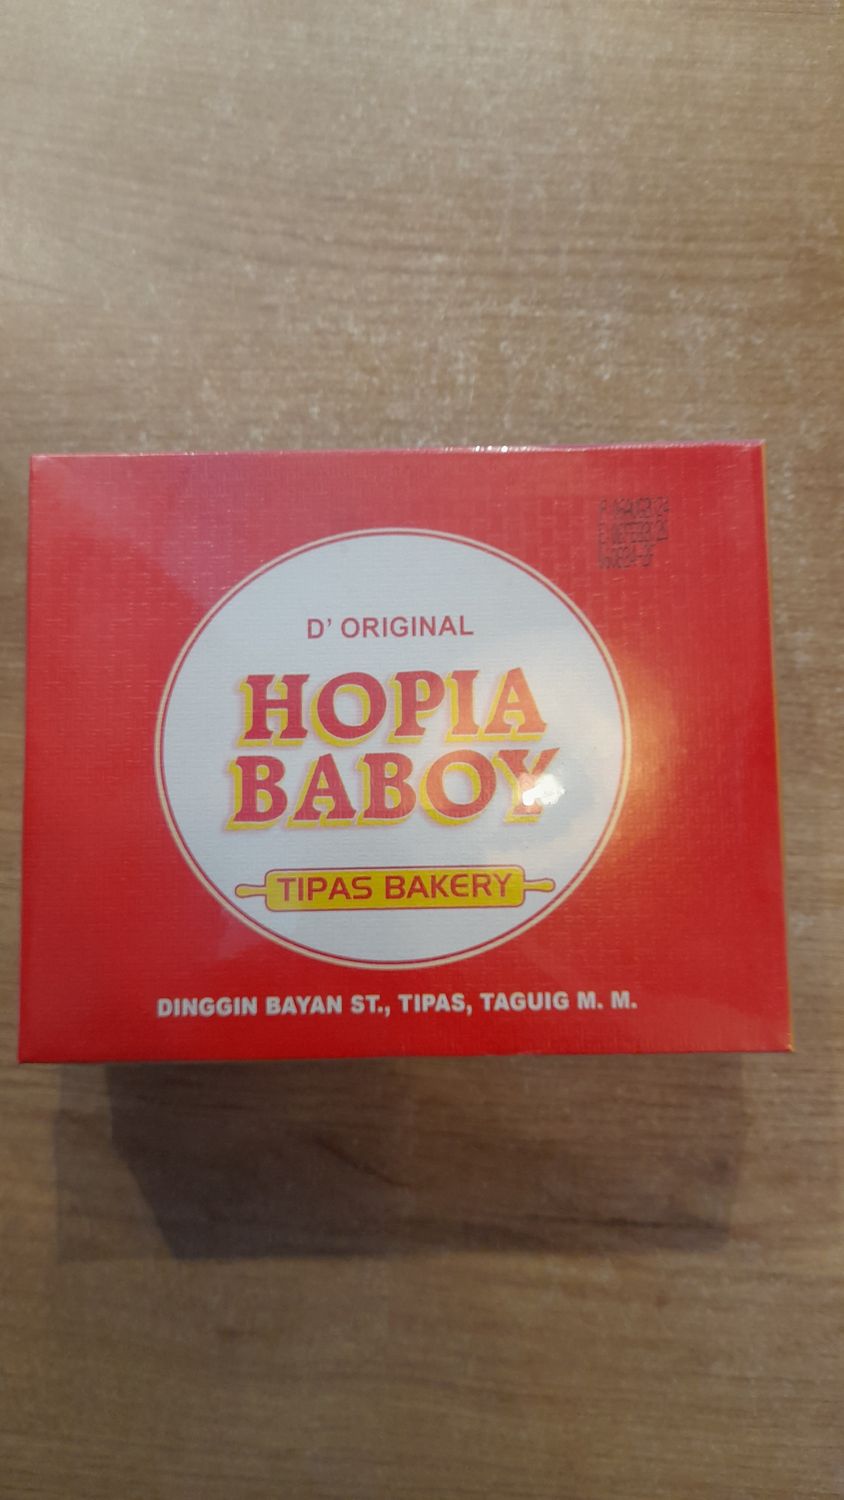 D' ORIGINAL
HOPIA
BABOY
TIPAS BAKERY
DINGGIN BAYAN ST., TIPAS, TAGUIG M. M.